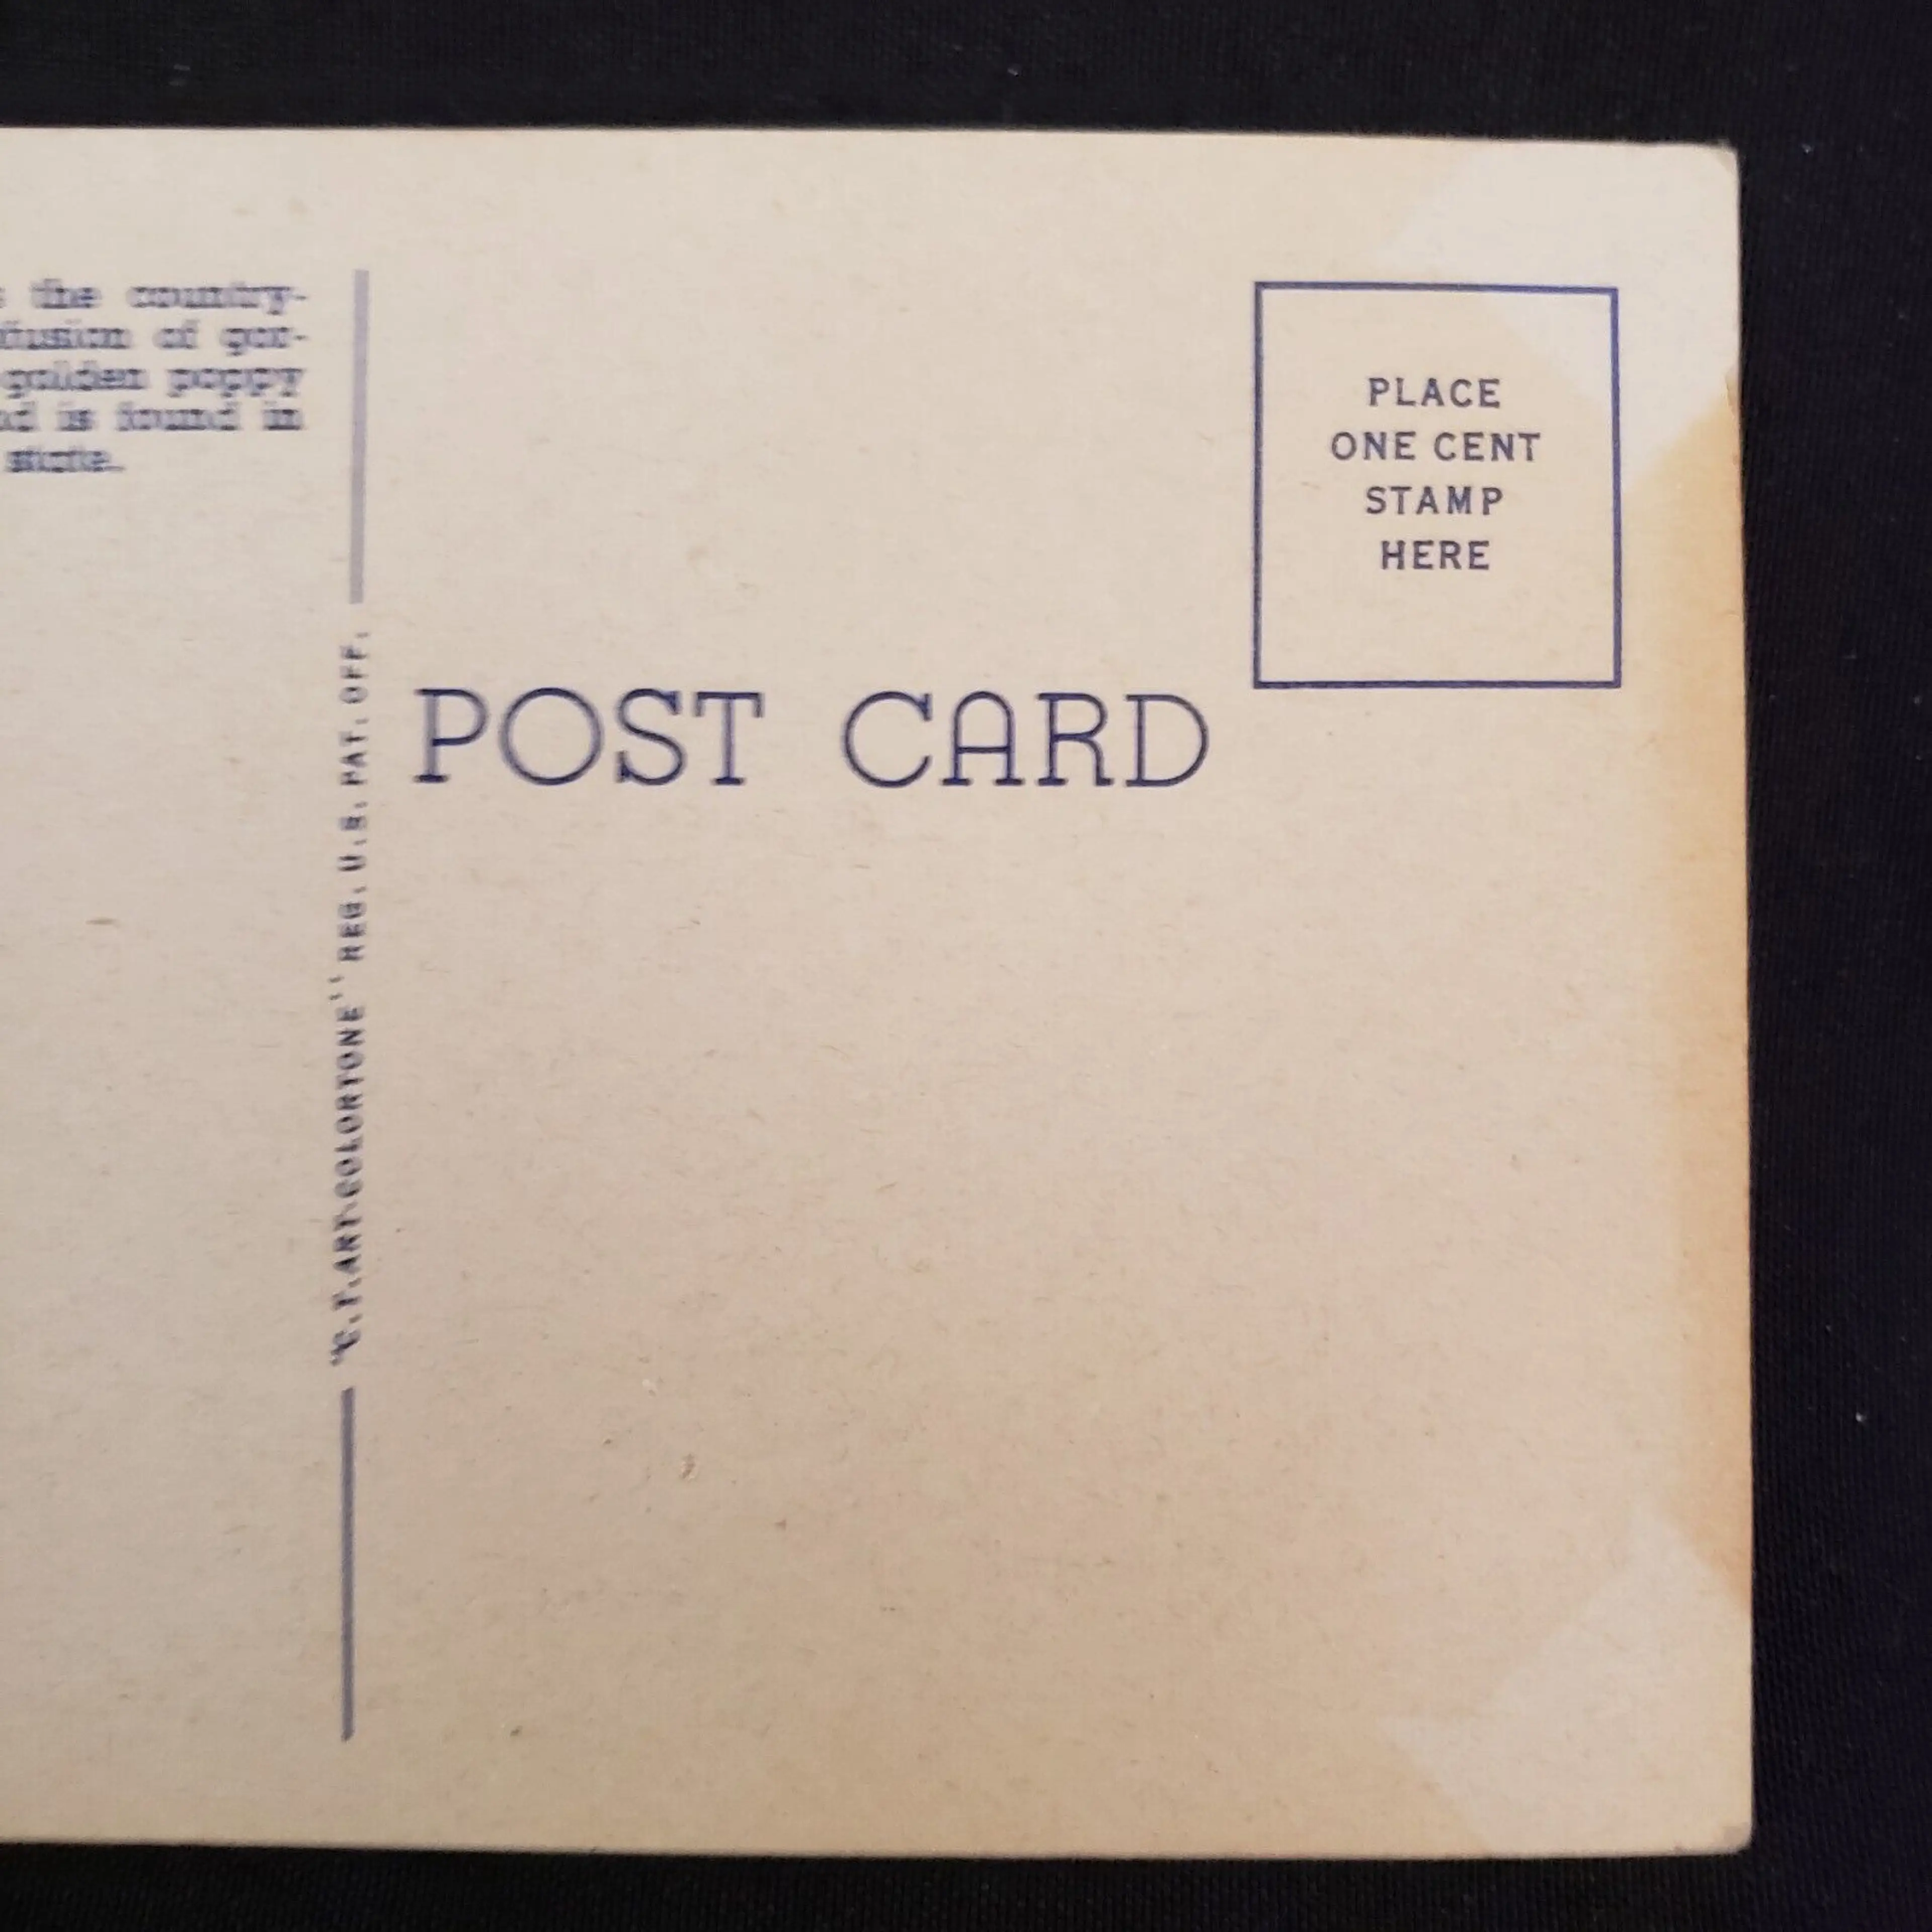 the country-
fusion of gor-
golden poppy
is found in
state.
"C.T.ART-COLORTONE" REG. U.S. PAT. OFF.
POST CARD
PLACE
ONE CENT
STAMP
HERE